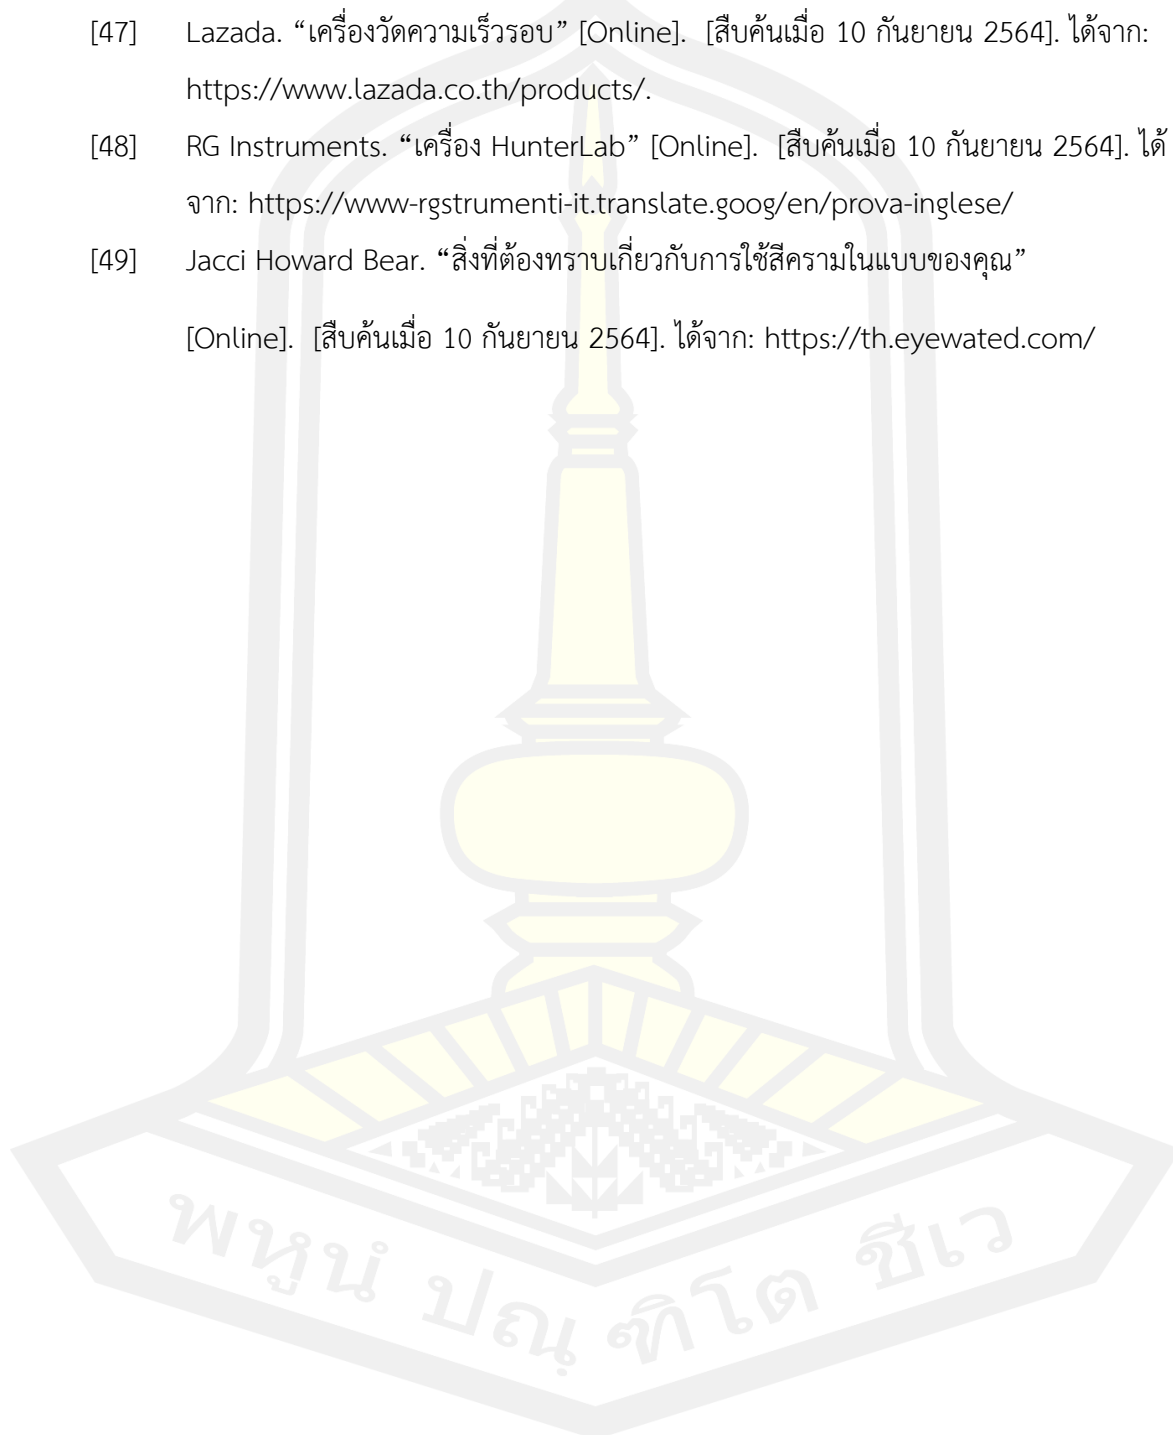 [47] Lazada. “เครื่องวัดความเร็วรอบ” [Online]. [สืบค้นเมื่อ 10 กันยายน 2564]. ได้จาก:
https://www.lazada.co.th/products/.
[48] RG Instruments. “เครื่อง HunterLab” [Online]. [สืบค้นเมื่อ 10 กันยายน 2564]. ได้
จาก: https://www-rgstrumenti-it.translate.goog/en/prova-inglese/
[49] Jacci Howard Bear. “สิ่งที่ต้องทราบเกี่ยวกับการใช้สีครามในแบบของคุณ”
[Online]. [สืบค้นเมื่อ 10 กันยายน 2564]. ได้จาก: https://th.eyewated.com/
พหูนํ ปณฺฑิโต ชีเว